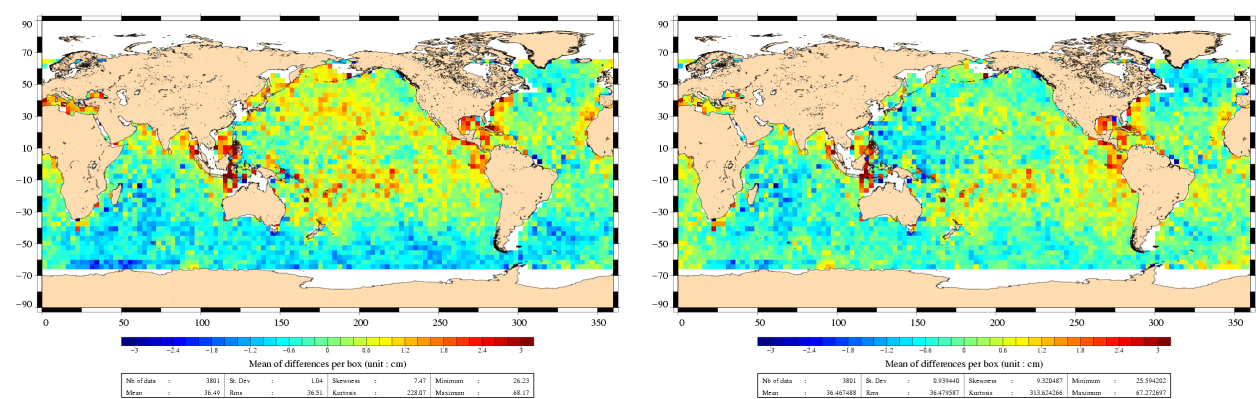 90
70
50
30
10
−10
−30
−50
−70
−90
0 50 100 150 200 250 300 350
−3 −2.4 −1.8 −1.2 −0.6 0 0.6 1.2 1.8 2.4 3
Mean of differences per box (unit : cm)
Nb of data : 3801 St. Dev : 1.04 Skewness : 7.47 Minimum : 26.23
Mean : 36.49 Rms : 36.51 Kurtosis : 228.07 Maximum : 68.17
90
70
50
30
10
−10
−30
−50
−70
−90
0 50 100 150 200 250 300 350
−3 −2.4 −1.8 −1.2 −0.6 0 0.6 1.2 1.8 2.4 3
Mean of differences per box (unit : cm)
Nb of data : 3801 St. Dev : 0.939440 Skewness : 9.320487 Minimum : 25.594202
Mean : 36.467488 Rms : 36.479587 Kurtosis : 313.624266 Maximum : 67.272697